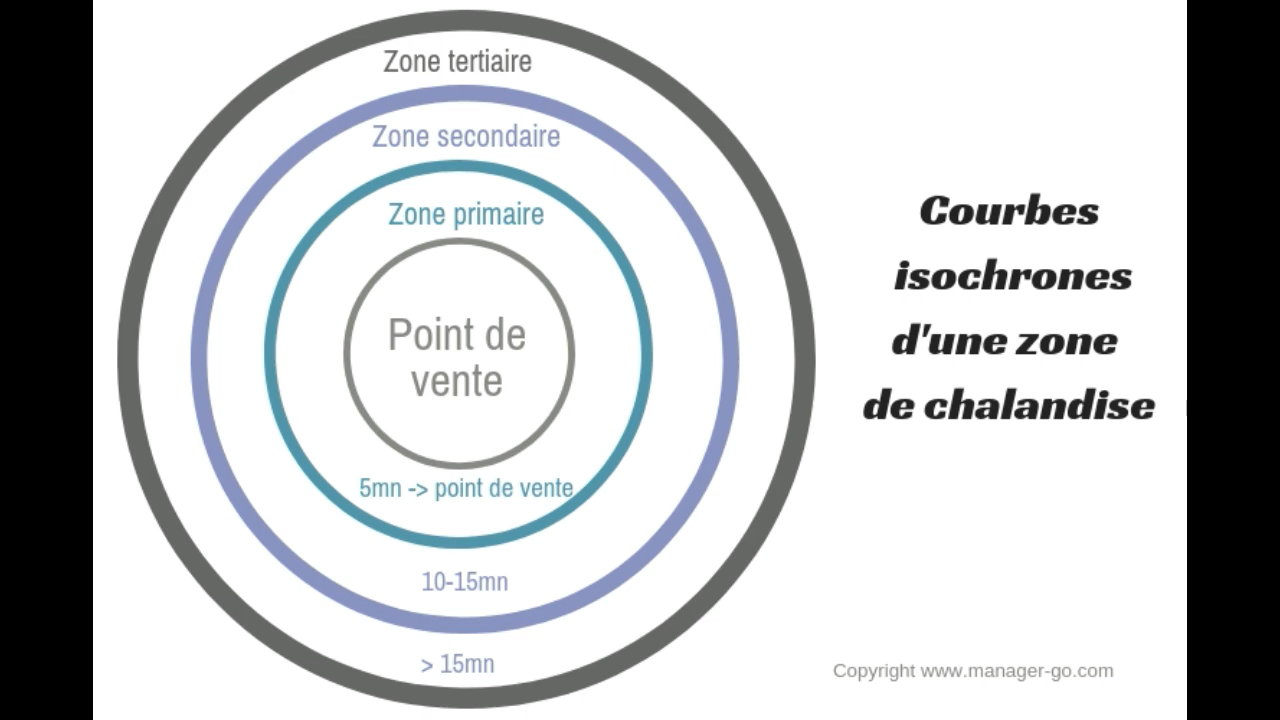 Zone tertiaire
Zone secondaire
Zone primaire
Point de
vente
5mn -> point de vente
10-15mn
> 15mn
Courbes
isochrones
d'une zone
de chalandise
Copyright www.manager-go.com